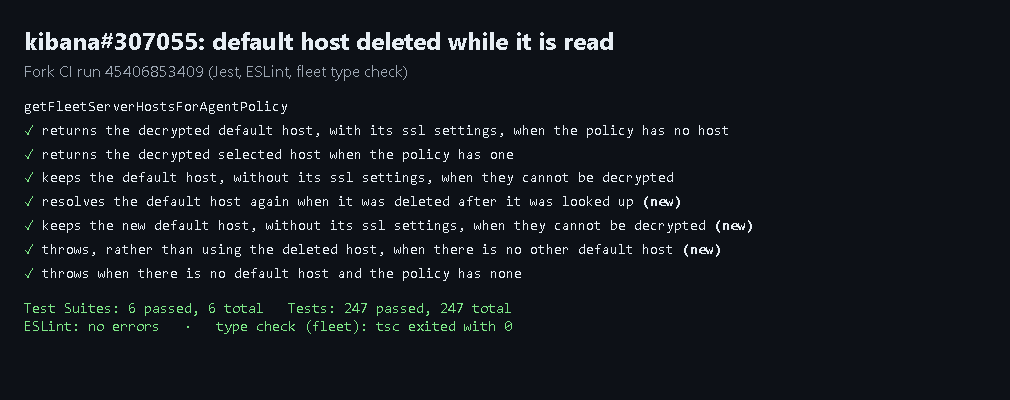 kibana#307055: default host deleted while it is read
Fork CI run 45406853409 (Jest, ESLint, fleet type check)
getFleetServerHostsForAgentPolicy
✓ returns the decrypted default host, with its ssl settings, when the policy has no host
✓ returns the decrypted selected host when the policy has one
✓ keeps the default host, without its ssl settings, when they cannot be decrypted
✓ resolves the default host again when it was deleted after it was looked up (new)
✓ keeps the new default host, without its ssl settings, when they cannot be decrypted (new)
✓ throws, rather than using the deleted host, when there is no other default host (new)
✓ throws when there is no default host and the policy has none
Test Suites: 6 passed, 6 total   Tests: 247 passed, 247 total
ESLint: no errors   ·   type check (fleet): tsc exited with 0